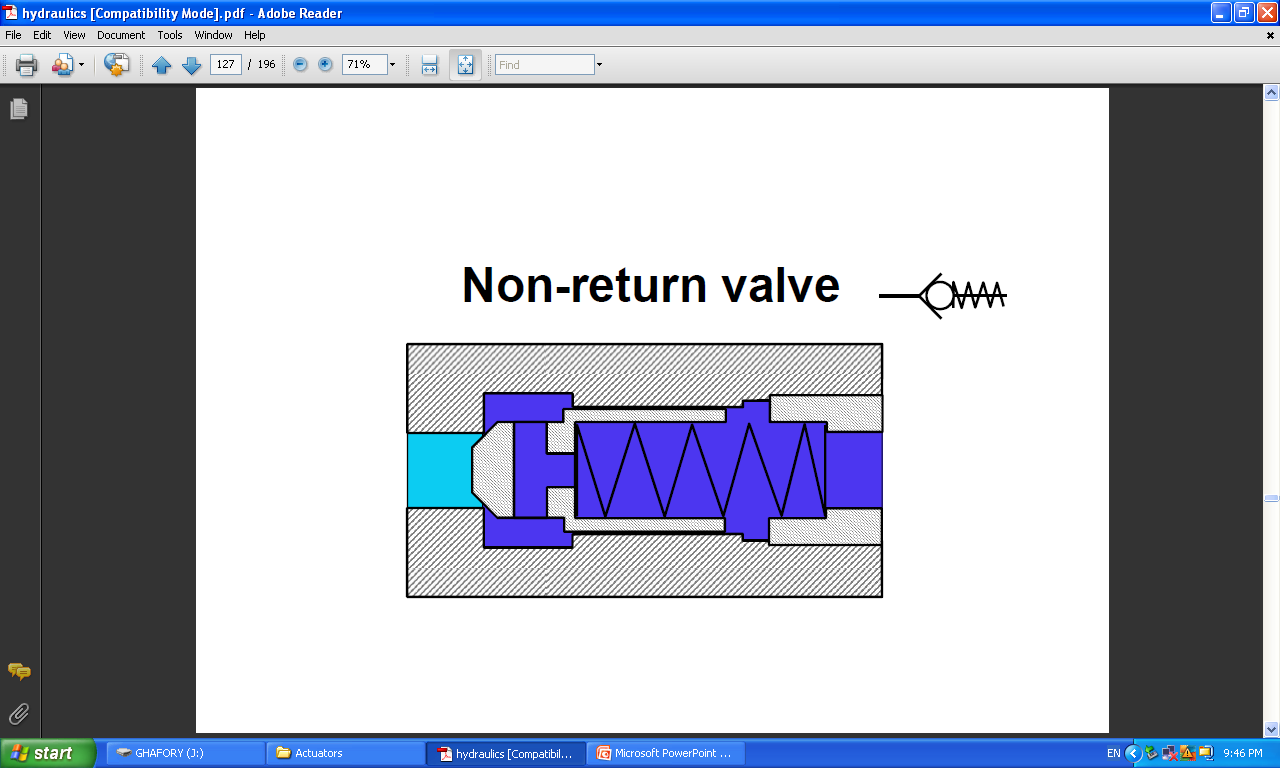 hydraulics [Compatibility Mode].pdf - Adobe Reader
File Edit View Document Tools Window Help
127 / 196 71% Find
Non-return valve
start GHAFORY (J:) Actuators hydraulics [Compatibil... Microsoft PowerPoint ... EN 9:46 PM